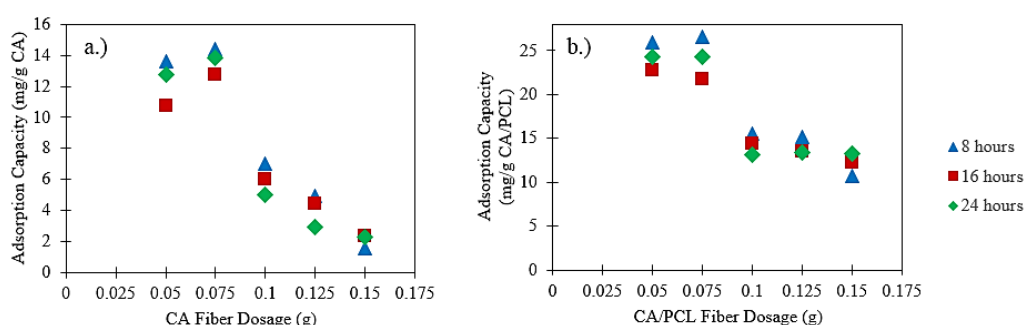 a.)
Adsorption Capacity (mg/g CA)
16
14
12
10
8
6
4
2
0
0 0.025 0.05 0.075 0.1 0.125 0.15 0.175
CA Fiber Dosage (g)
b.)
Adsorption Capacity
(mg/g CA/PCL)
25
20
15
10
5
0
0 0.025 0.05 0.075 0.1 0.125 0.15 0.175
CA/PCL Fiber Dosage (g)
8 hours
16 hours
24 hours